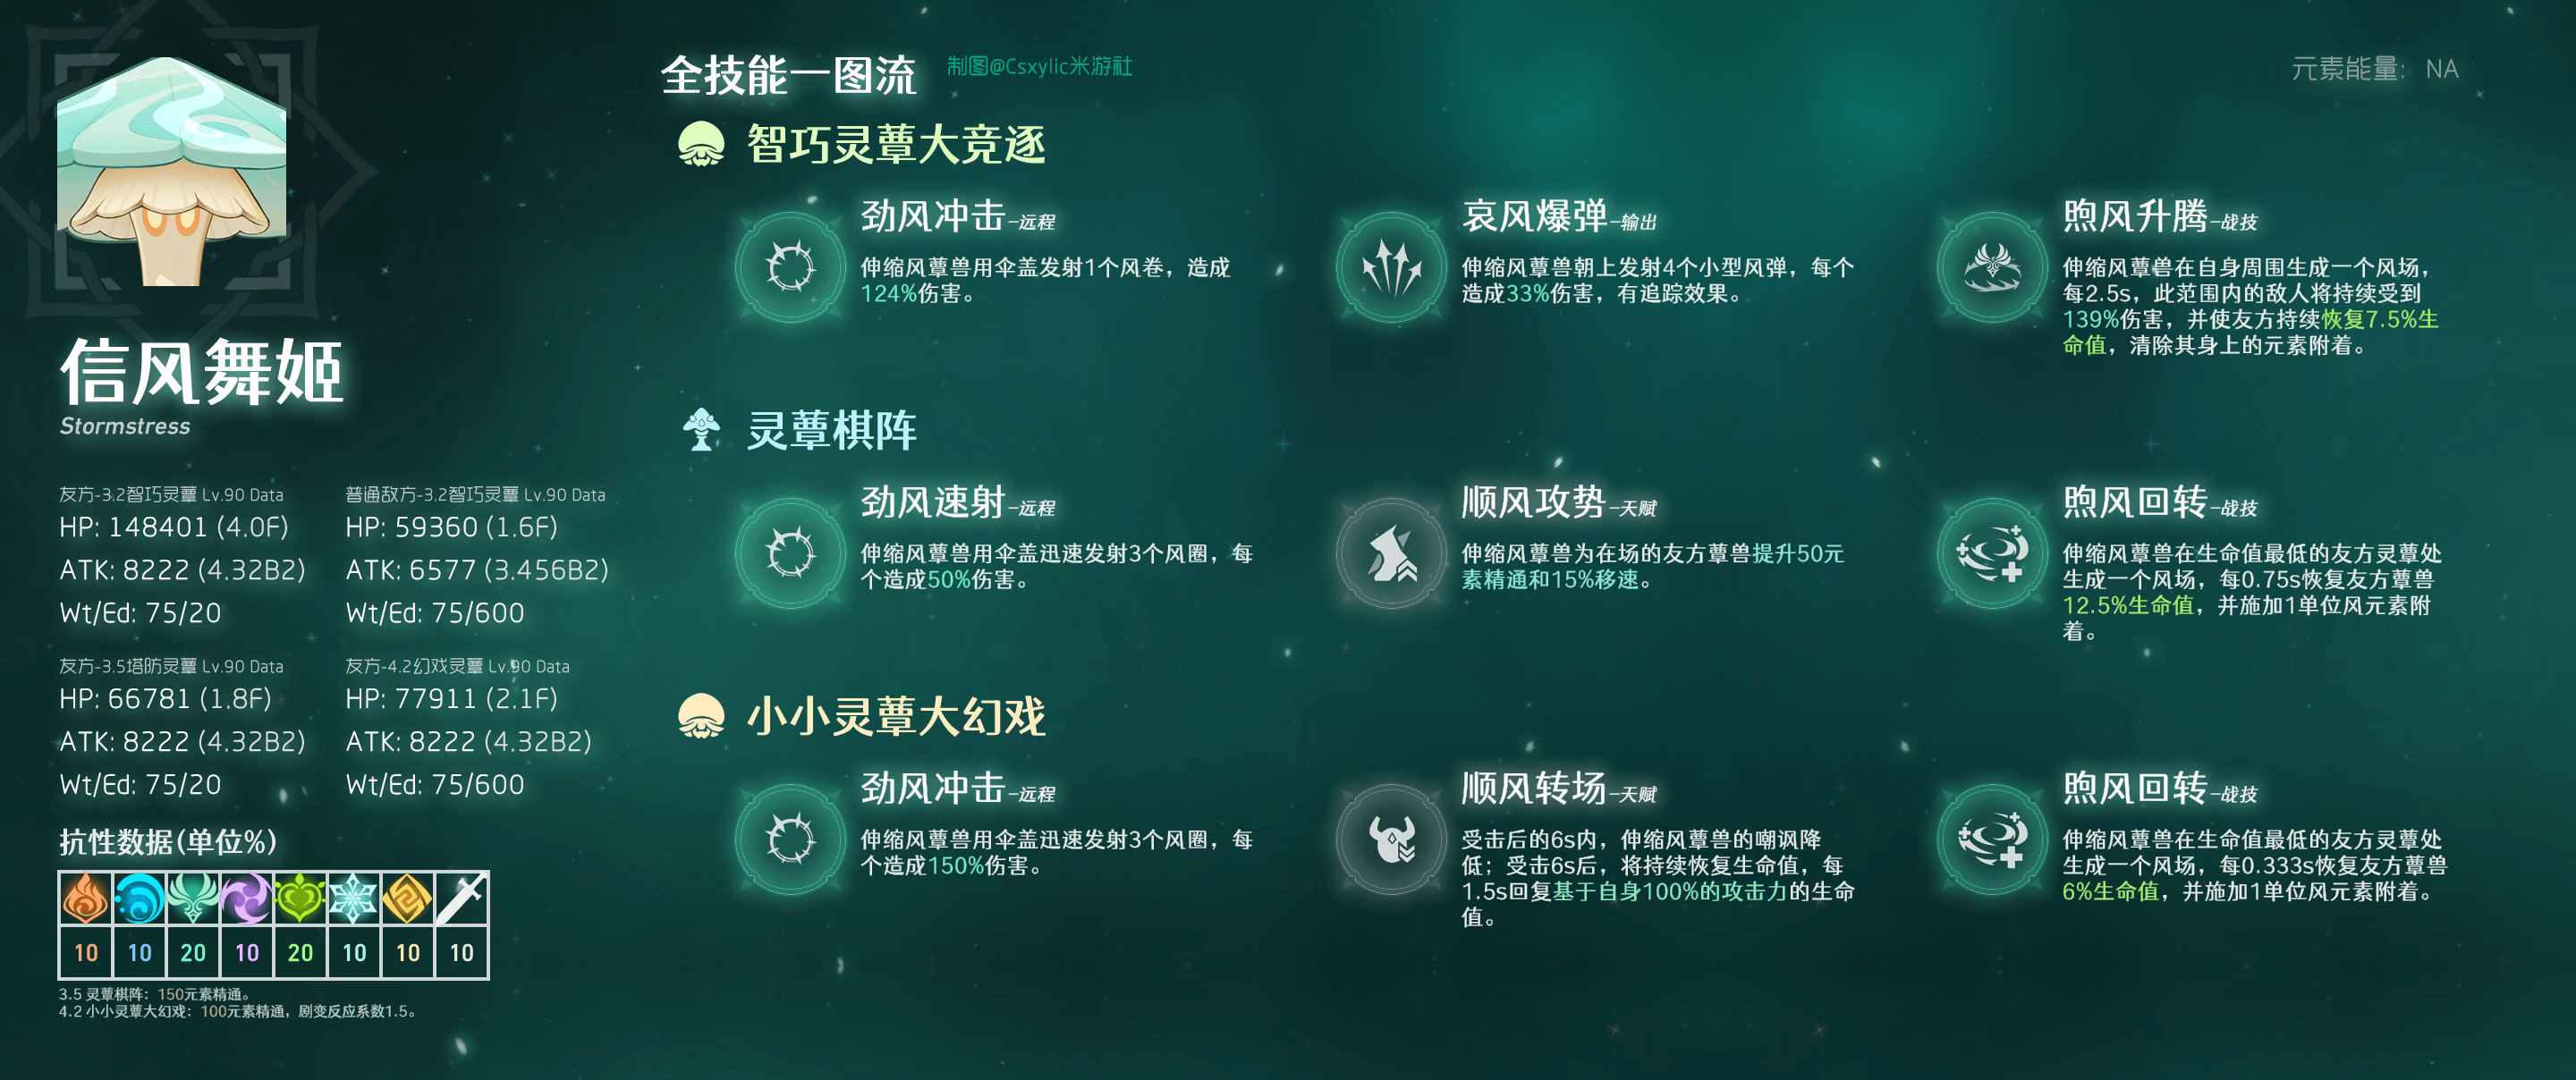 全技能一图流
制图@Csxylic米游社
元素能量： NA
信风舞姬
Stormstress
友方-3.2智巧灵蕈 Lv.90 Data
HP: 148401 (4.0F)
ATK: 8222 (4.32B2)
Wt/Ed: 75/20
普通敌方-3.2智巧灵蕈 Lv.90 Data
HP: 59360 (1.6F)
ATK: 6577 (3.456B2)
Wt/Ed: 75/600
友方-3.5塔防灵蕈 Lv.90 Data
HP: 66781 (1.8F)
ATK: 8222 (4.32B2)
Wt/Ed: 75/20
友方-4.2幻戏灵蕈 Lv.90 Data
HP: 77911 (2.1F)
ATK: 8222 (4.32B2)
Wt/Ed: 75/600
抗性数据(单位%)
10 10 20 10 20 10 10 10
3.5 灵蕈棋阵：150元素精通。
4.2 小小灵蕈大幻戏：100元素精通，剧变反应系数1.5。
智巧灵蕈大竞逐
劲风冲击-远程
伸缩风蕈兽用伞盖发射1个风卷，造成
124%伤害。
哀风爆弹-输出
伸缩风蕈兽朝上发射4个小型风弹，每个
造成33%伤害，有追踪效果。
煦风升腾-战技
伸缩风蕈兽在自身周围生成一个风场，
每2.5s，此范围内的敌人将持续受到
139%伤害，并使友方持续恢复7.5%生
命值，清除其身上的元素附着。
灵蕈棋阵
劲风速射-远程
伸缩风蕈兽用伞盖迅速发射3个风圈，每
个造成50%伤害。
顺风攻势-天赋
伸缩风蕈兽为在场的友方蕈兽提升50元
素精通和15%移速。
煦风回转-战技
伸缩风蕈兽在生命值最低的友方灵蕈处
生成一个风场，每0.75s恢复友方蕈兽
12.5%生命值，并施加1单位风元素附
着。
小小灵蕈大幻戏
劲风冲击-远程
伸缩风蕈兽用伞盖迅速发射3个风圈，每
个造成150%伤害。
顺风转场-天赋
受击后的6s内，伸缩风蕈兽的嘲讽降
低；受击6s后，将持续恢复生命值，每
1.5s回复基于自身100%的攻击力的生命
值。
煦风回转-战技
伸缩风蕈兽在生命值最低的友方灵蕈处
生成一个风场，每0.333s恢复友方蕈兽
6%生命值，并施加1单位风元素附着。